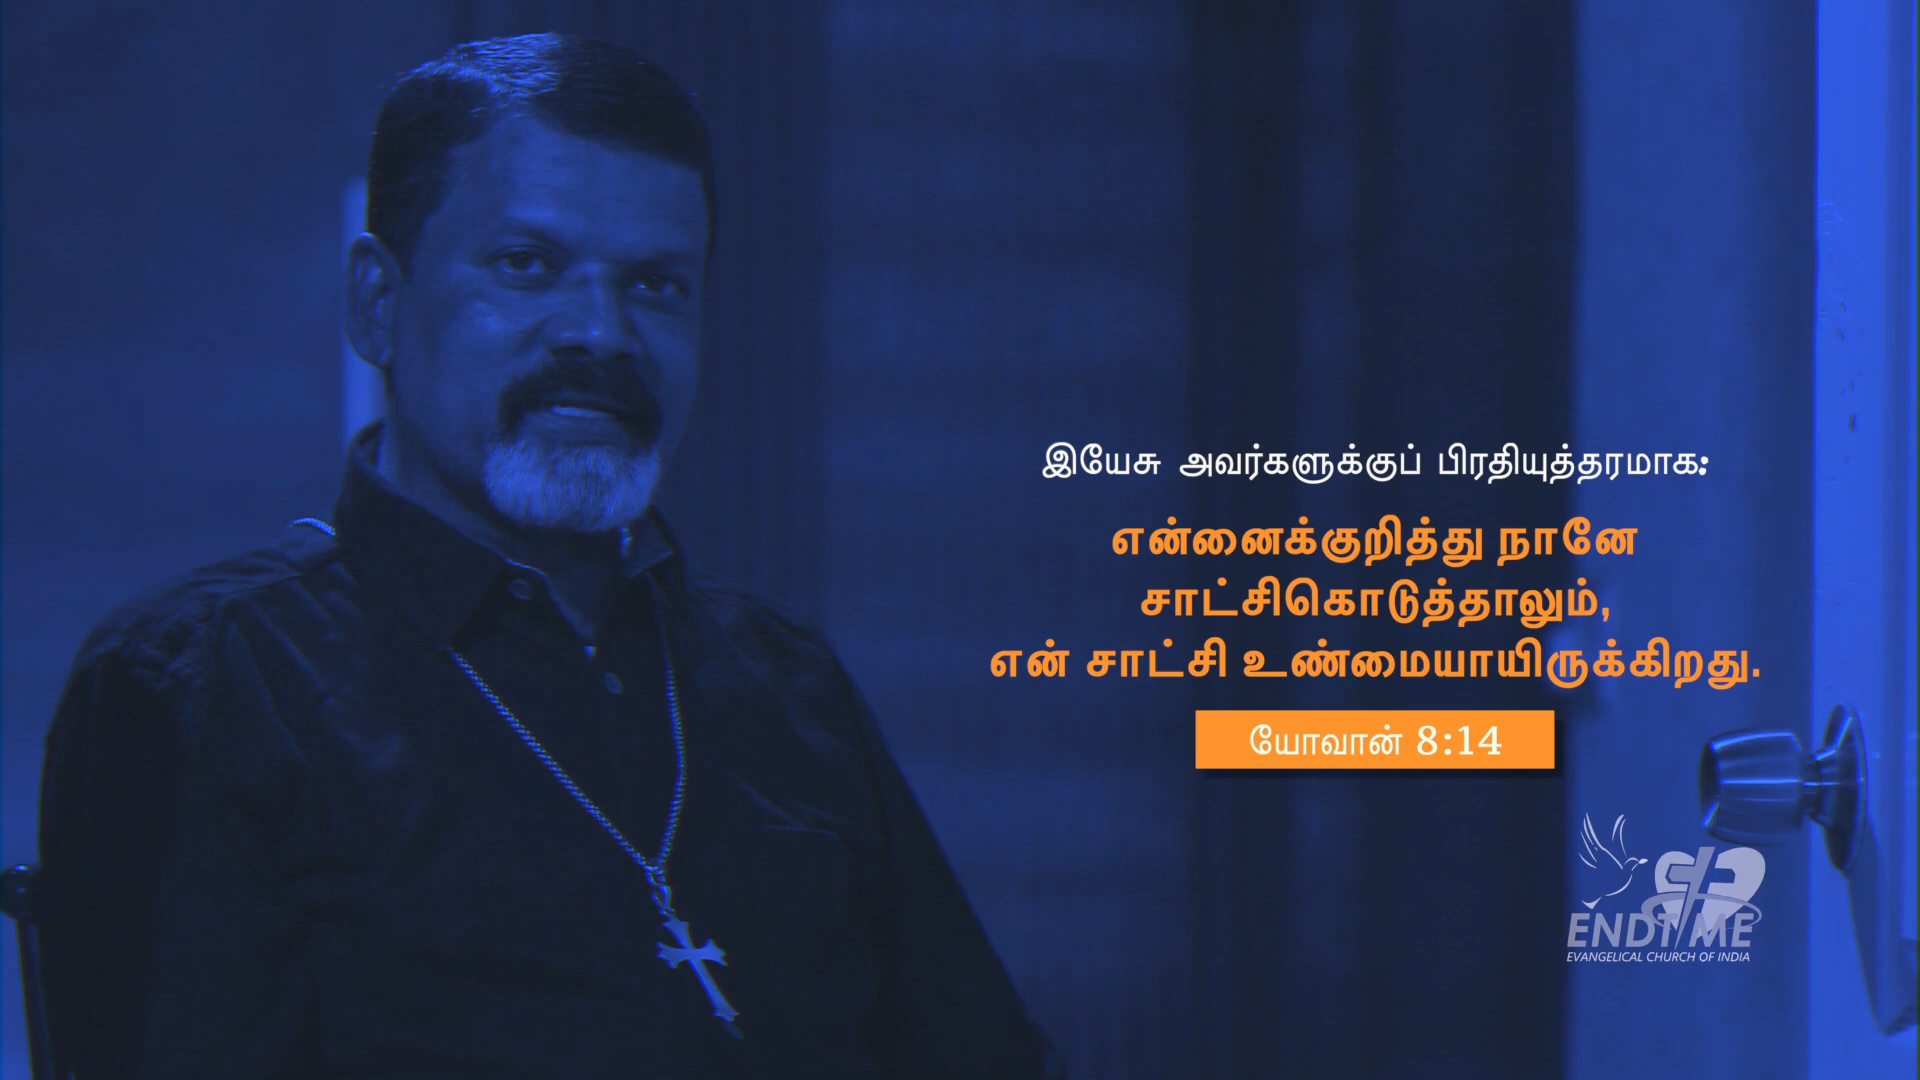 இயேசு அவர்களுக்குப் பிரதியுத்தரமாக:
என்னைக்குறித்து நானே
சாட்சிகொடுத்தாலும்,
என் சாட்சி உண்மையாயிருக்கிறது.
யோவான் 8:14
ENDTIME
EVANGELICAL CHURCH OF INDIA